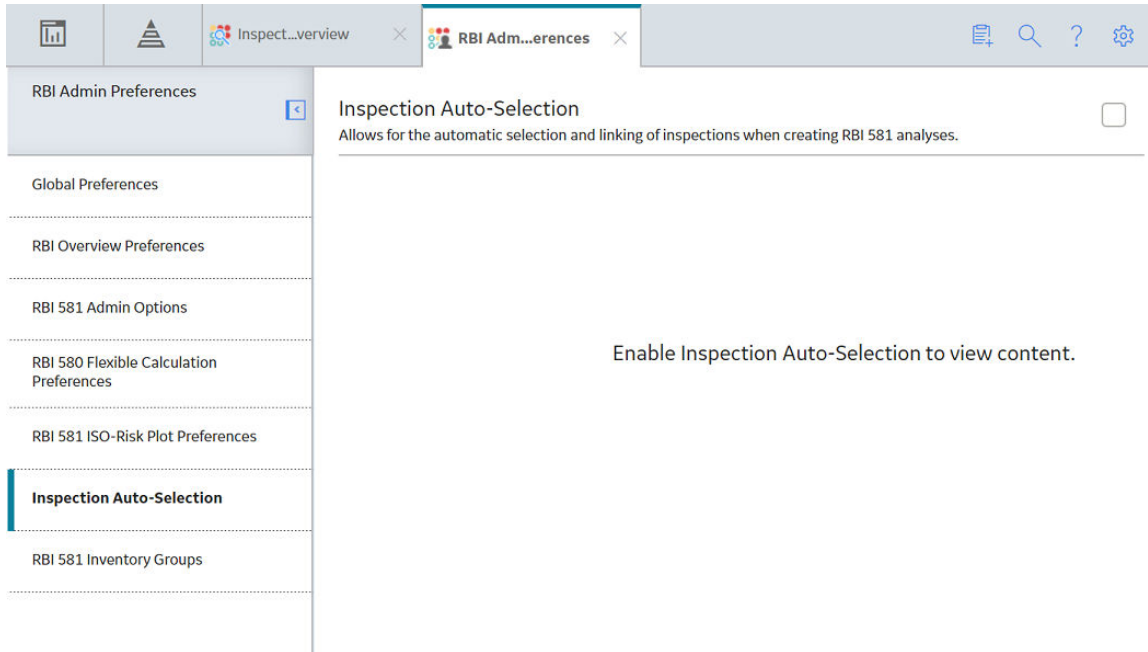 Inspect...verview
RBI Adm...erences
?
RBI Admin Preferences
Global Preferences
RBI Overview Preferences
RBI 581 Admin Options
RBI 580 Flexible Calculation
Preferences
RBI 581 ISO-Risk Plot Preferences
Inspection Auto-Selection
RBI 581 Inventory Groups
Inspection Auto-Selection
Allows for the automatic selection and linking of inspections when creating RBI 581 analyses.
Enable Inspection Auto-Selection to view content.